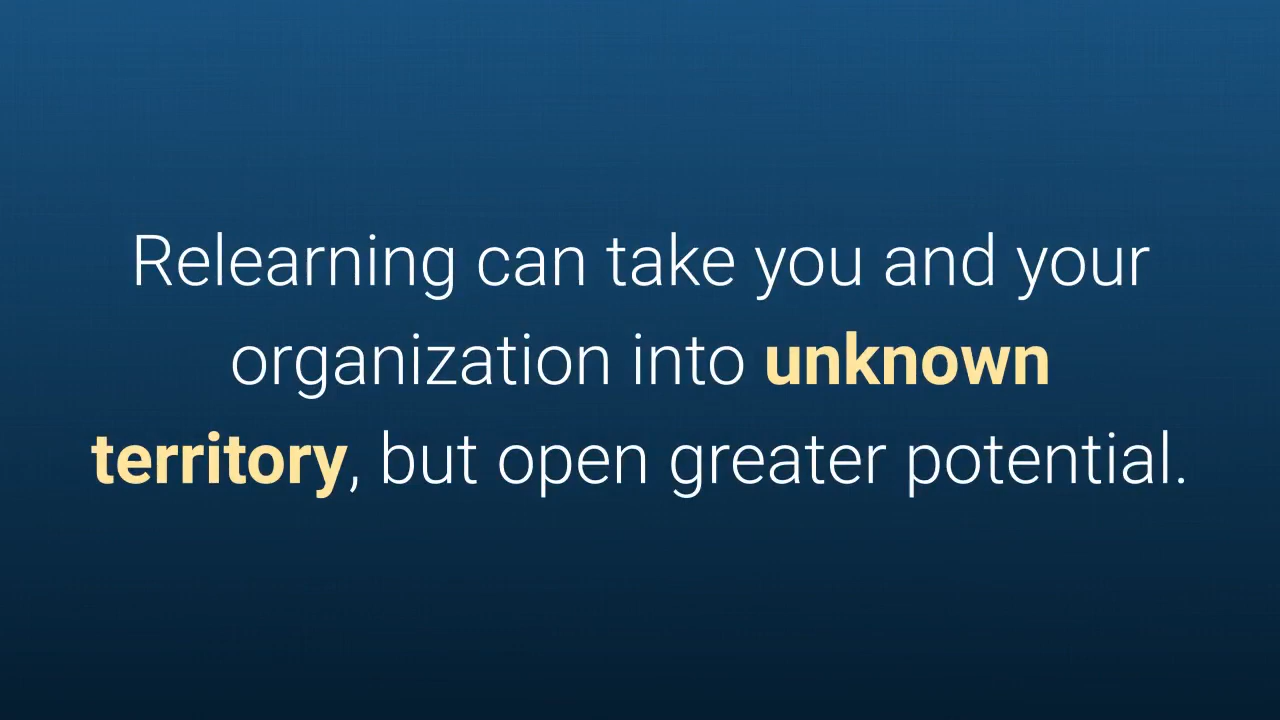 Relearning can take you and your
organization into unknown
territory, but open greater potential.